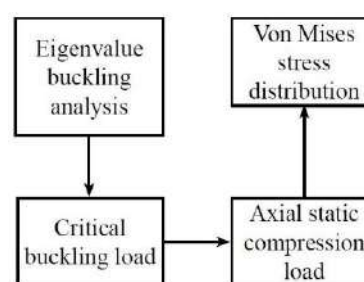 Eigenvalue
buckling
analysis
Von Mises
stress
distribution
Critical
buckling load
Axial static
compression
load